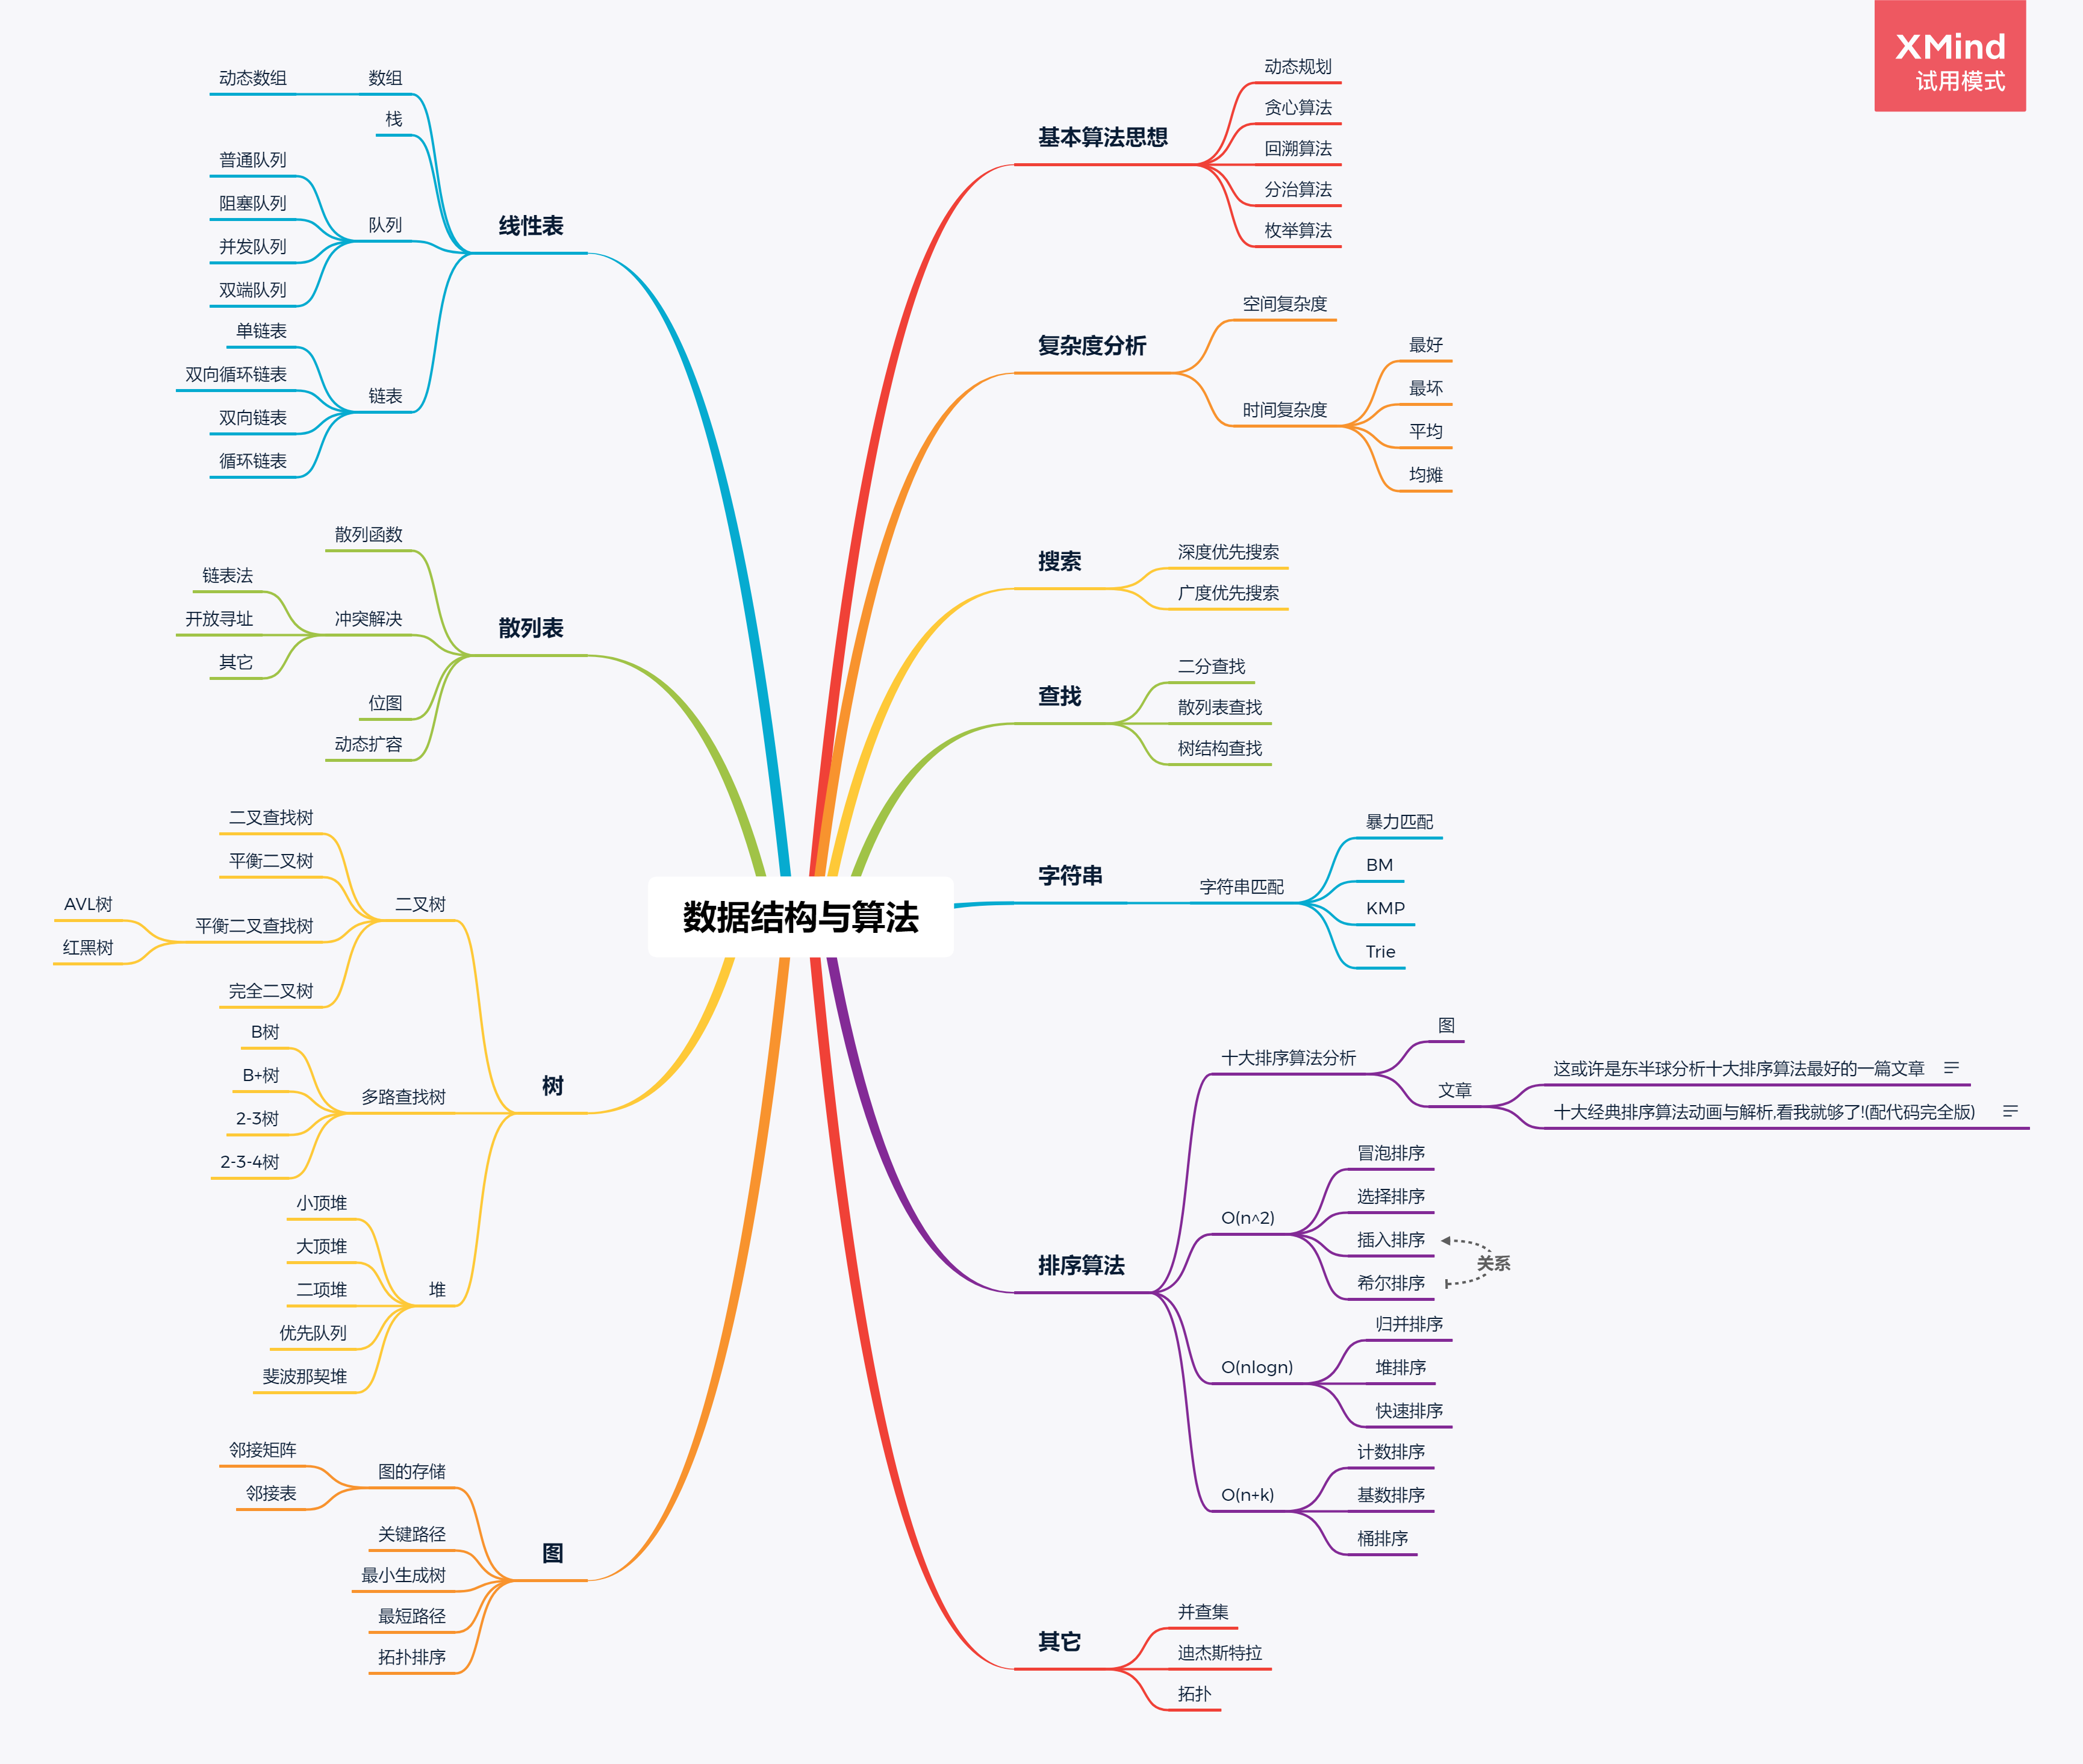 XMind
试用模式
数据结构与算法
基本算法思想
动态规划
贪心算法
回溯算法
分治算法
枚举算法
复杂度分析
空间复杂度
时间复杂度
最好
最坏
平均
均摊
搜索
深度优先搜索
广度优先搜索
查找
二分查找
散列表查找
树结构查找
字符串
字符串匹配
暴力匹配
BM
KMP
Trie
排序算法
十大排序算法分析
图
文章
这或许是东半球分析十大排序算法最好的一篇文章
十大经典排序算法动画与解析,看我就够了!(配代码完全版)
O(n^2)
冒泡排序
选择排序
插入排序
希尔排序
关系
O(nlogn)
归并排序
堆排序
快速排序
O(n+k)
计数排序
基数排序
桶排序
其它
并查集
迪杰斯特拉
拓扑
线性表
数组
动态数组
栈
队列
普通队列
阻塞队列
并发队列
双端队列
链表
单链表
双向循环链表
双向链表
循环链表
散列表
散列函数
冲突解决
链表法
开放寻址
其它
位图
动态扩容
树
二叉树
二叉查找树
平衡二叉树
平衡二叉查找树
AVL树
红黑树
完全二叉树
多路查找树
B树
B+树
2-3树
2-3-4树
堆
小顶堆
大顶堆
二项堆
优先队列
斐波那契堆
图
图的存储
邻接矩阵
邻接表
关键路径
最小生成树
最短路径
拓扑排序